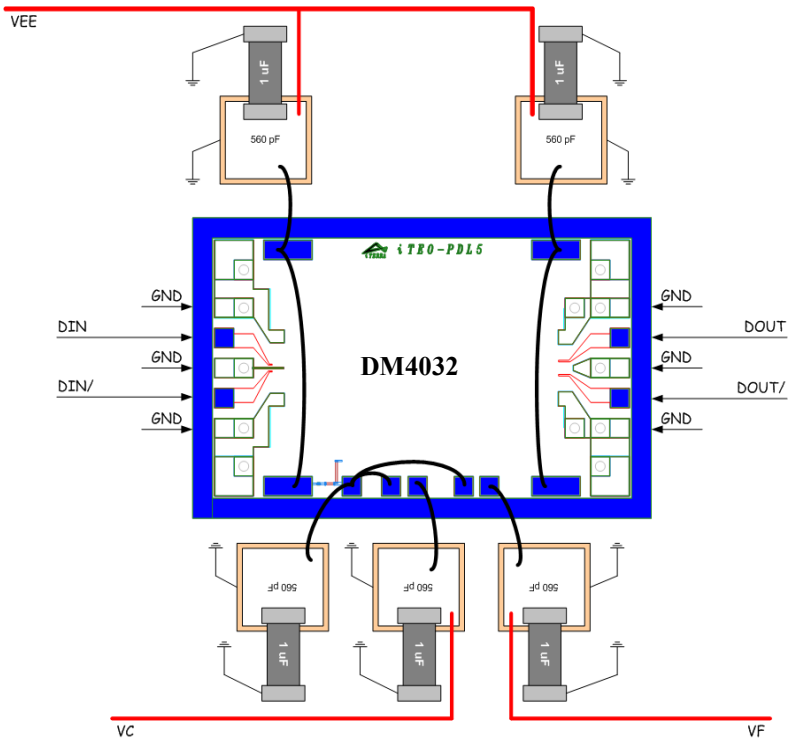 VEE
1 uF
1 uF
560 pF
560 pF
iTERRA
iTEO-PDL5
GND
GND
DIN
DOUT
GND
GND
DM4032
DIN/
DOUT/
GND
GND
560 pF
560 pF
560 pF
1 uF
1 uF
1 uF
VC
VF